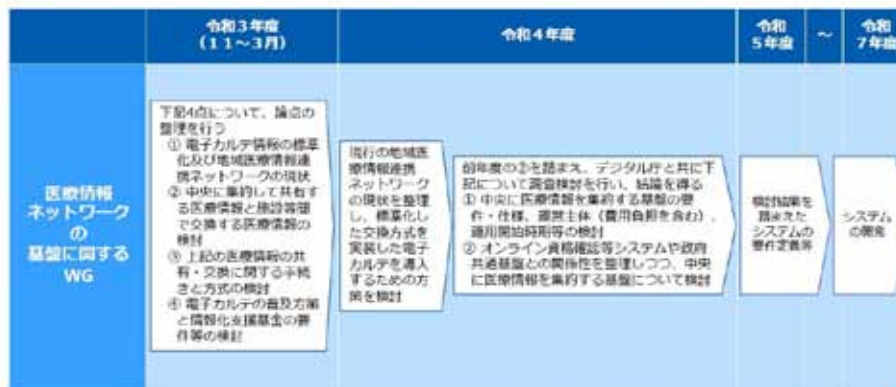 令和３年度
（１１～３月）
令和４年度
令和
５年度
～
令和
７年度
医療情報
ネットワーク
の
基盤に関する
WG
下記4点について、論点の
整理を行う
① 電子カルテ情報の標準
化及び地域医療情報連
携ネットワークの現状
② 中央に集約して共有す
る医療情報と施設等間で
交換する医療情報の
検討
③ 上記の医療情報の共
有・交換に関する手続
きと方式の検討
④ 電子カルテの普及方策
と情報化支援基金の要
件等の検討
現行の地域医
療情報連携
ネットワーク
の現状を整理
し、標準化し
た交換方式を
実装した電子
カルテを導入
するための方
策を検討
前年度の②を踏まえ、デジタル庁と共に下
記について調査検討を行い、結論を得る
① 中央に医療情報を集約する基盤の要
件・仕様、運営主体（費用負担を含む）、
運用開始時期等の検討
② オンライン資格確認等システムや政府
共通基盤との関係性を整理しつつ、中央
に医療情報を集約する基盤について検討
検討結果を
踏まえた
システムの
要件定義等
システム
の開発